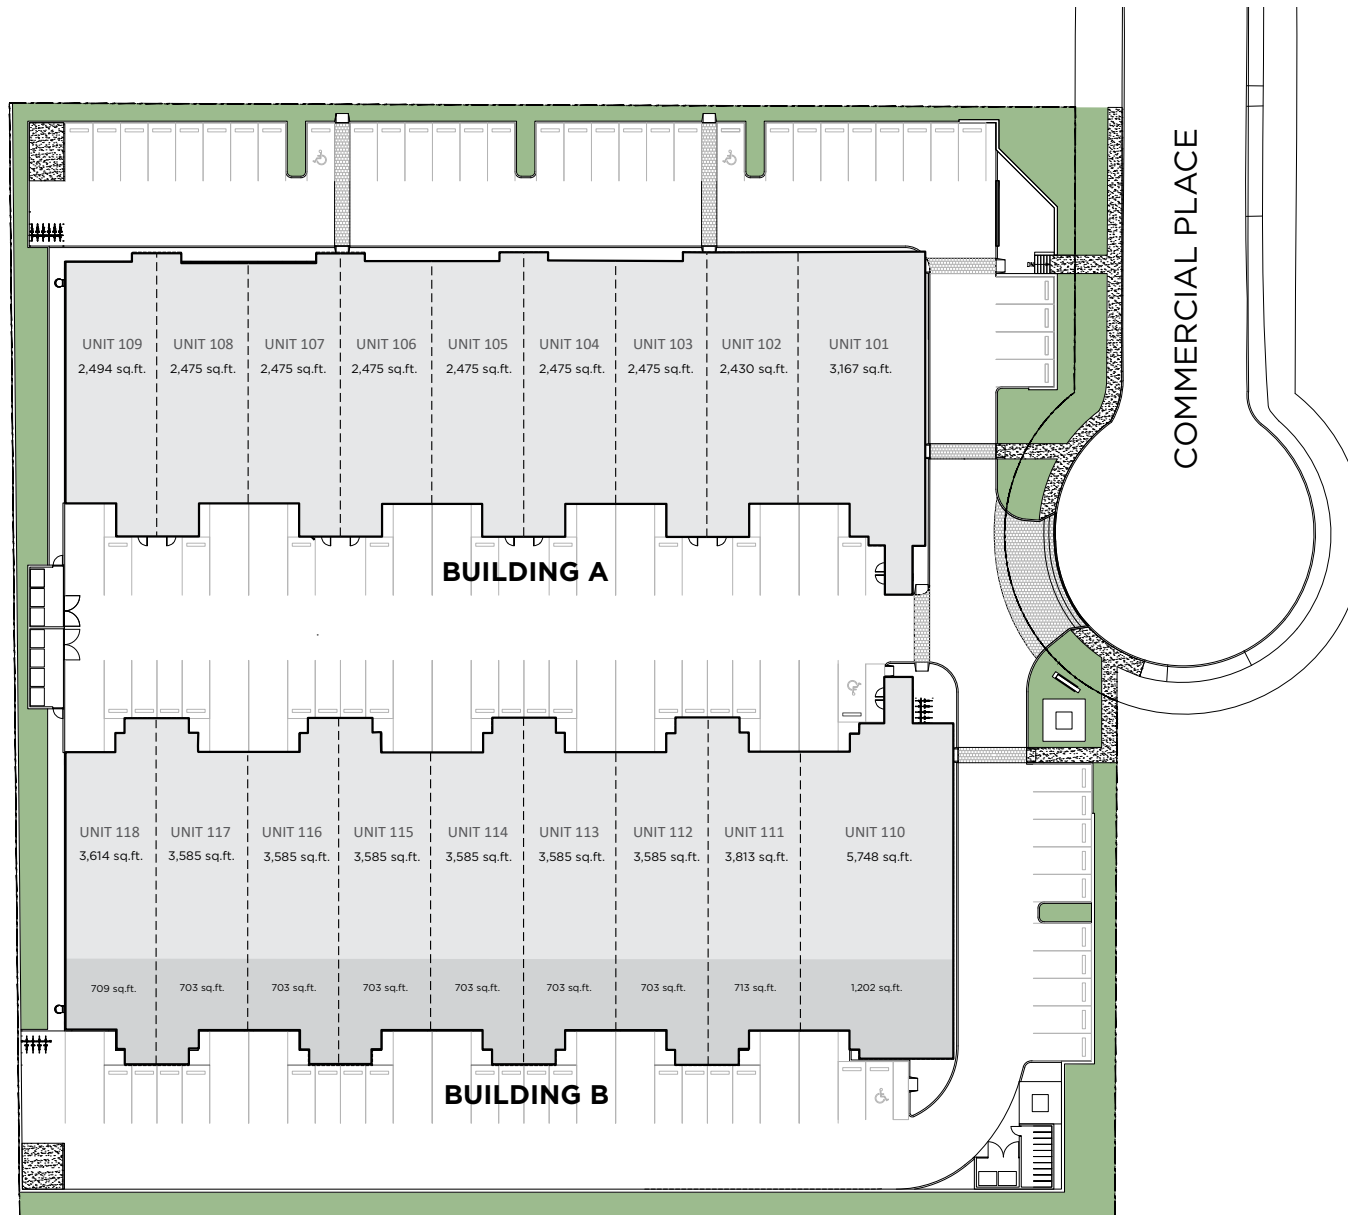 COMMERCIAL PLACE
DN
UNIT 109
2,494 sq.ft.
UNIT 108
2,475 sq.ft.
UNIT 107
2,475 sq.ft.
UNIT 106
2,475 sq.ft.
UNIT 105
2,475 sq.ft.
UNIT 104
2,475 sq.ft.
UNIT 103
2,475 sq.ft.
UNIT 102
2,430 sq.ft.
UNIT 101
3,167 sq.ft.
BUILDING A
UNIT 118
3,614 sq.ft.
UNIT 117
3,585 sq.ft.
UNIT 116
3,585 sq.ft.
UNIT 115
3,585 sq.ft.
UNIT 114
3,585 sq.ft.
UNIT 113
3,585 sq.ft.
UNIT 112
3,585 sq.ft.
UNIT 111
3,813 sq.ft.
UNIT 110
5,748 sq.ft.
709 sq.ft.
703 sq.ft.
703 sq.ft.
703 sq.ft.
703 sq.ft.
703 sq.ft.
703 sq.ft.
713 sq.ft.
1,202 sq.ft.
BUILDING B